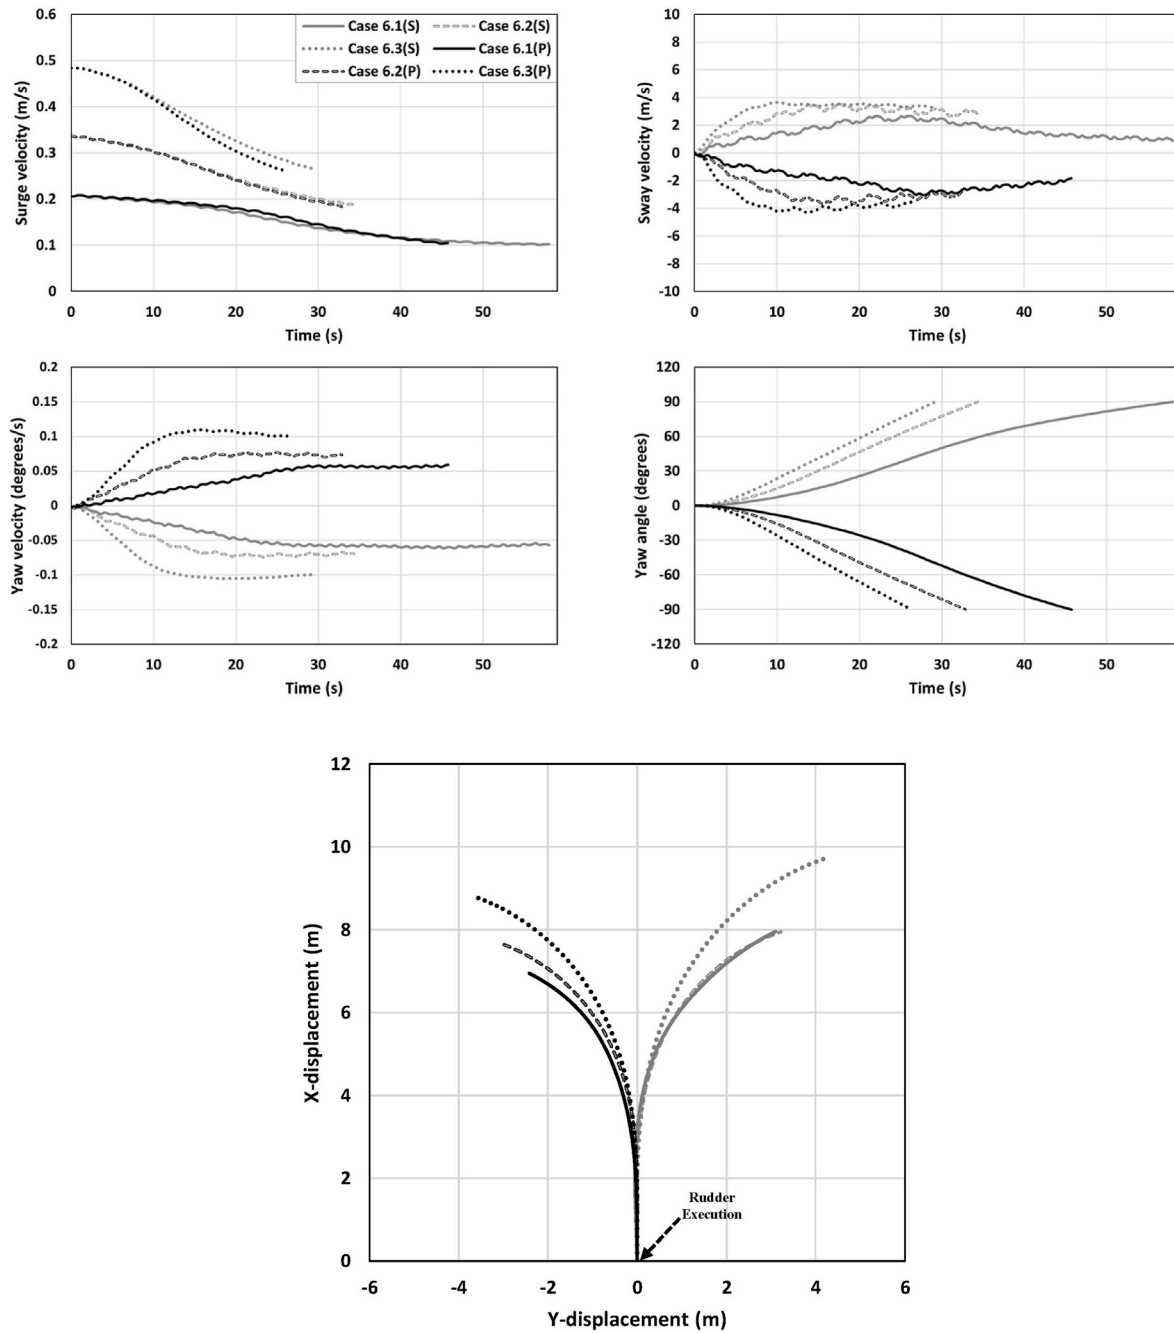 0.6
0.5
0.4
0.3
0.2
0.1
0
Surge velocity (m/s)
Case 6.1(S) Case 6.2(S)
Case 6.3(S) Case 6.1(P)
Case 6.2(P) Case 6.3(P)
0 10 20 30 40 50
Time (s)
10
8
6
4
2
0
-2
-4
-6
-8
-10
Sway velocity (m/s)
0 10 20 30 40 50
Time (s)
0.2
0.15
0.1
0.05
0
-0.05
-0.1
-0.15
-0.2
Yaw velocity (degrees/s)
0 10 20 30 40 50
Time (s)
120
90
60
30
0
-30
-60
-90
-120
Yaw angle (degrees)
0 10 20 30 40 50
Time (s)
12
10
8
6
4
2
0
X-displacement (m)
Rudder
Execution
-6 -4 -2 0 2 4 6
Y-displacement (m)